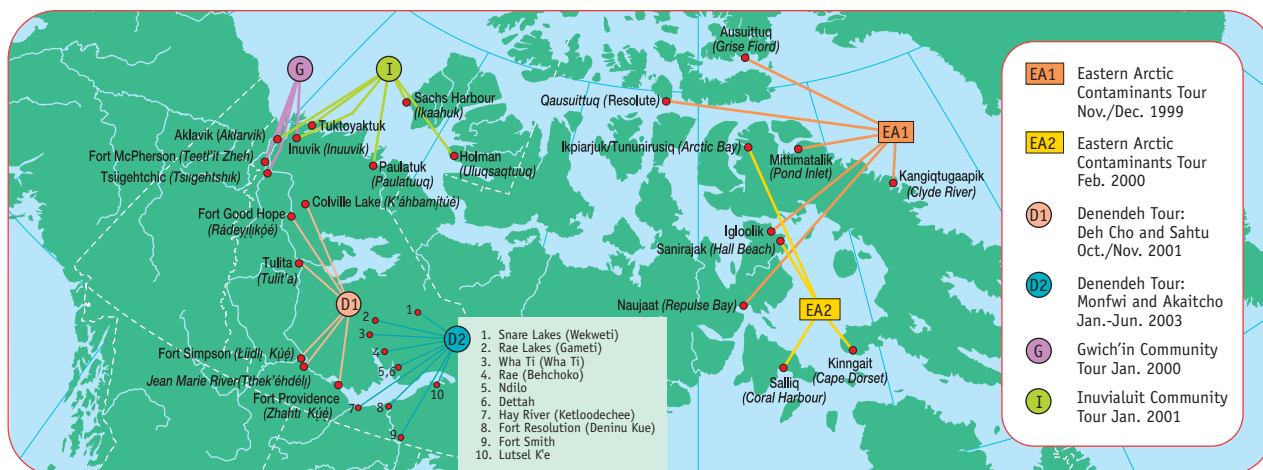 G
I
Ausuittuq
(Grise Fiord)
Sachs Harbour
(Ikaahuk)
Qausuittuq (Resolute)
EA1
Aklavik (Aklarvik)
Tuktoyaktuk
Inuvik (Inuuvik)
Fort McPherson (Teetł'it Zheh)
Tsiigehtchic (Tsıığehtshik)
Paulatuk
(Paulatuuq)
Holman
(Uluqsaqtuuq)
Ikpiarjuk/Tununirusiq (Arctic Bay)
Mittimatalik
(Pond Inlet)
Kangiqtugaapik
(Clyde River)
Colville Lake (K'áhbamı̨́túé)
Fort Good Hope
(Rádeyı̨lı̨kǫ́é)
Igloolik
Sanirajak (Hall Beach)
Tulita
(Tulit'a)
D1
Naujaat (Repulse Bay)
EA2
1
2
3
4
5,6
7
8
9
10
D2
Fort Simpson (Łíídlı̨ Kų́ę́)
Jean Marie River(Tthek'éhdélı̨)
Fort Providence
(Zhahtı Kų́ę́)
Salliq
(Coral Harbour)
Kinngait
(Cape Dorset)
1. Snare Lakes (Wekweti)
2. Rae Lakes (Gameti)
3. Wha Ti (Wha Ti)
4. Rae (Behchoko)
5. Ndilo
6. Dettah
7. Hay River (Ketloodechee)
8. Fort Resolution (Deninu Kue)
9. Fort Smith
10. Lutsel K'e
EA1 Eastern Arctic
Contaminants Tour
Nov./Dec. 1999
EA2 Eastern Arctic
Contaminants Tour
Feb. 2000
D1 Denendeh Tour:
Deh Cho and Sahtu
Oct./Nov. 2001
D2 Denendeh Tour:
Monfwi and Akaitcho
Jan.-Jun. 2003
G Gwich'in Community
Tour Jan. 2000
I Inuvialuit Community
Tour Jan. 2001